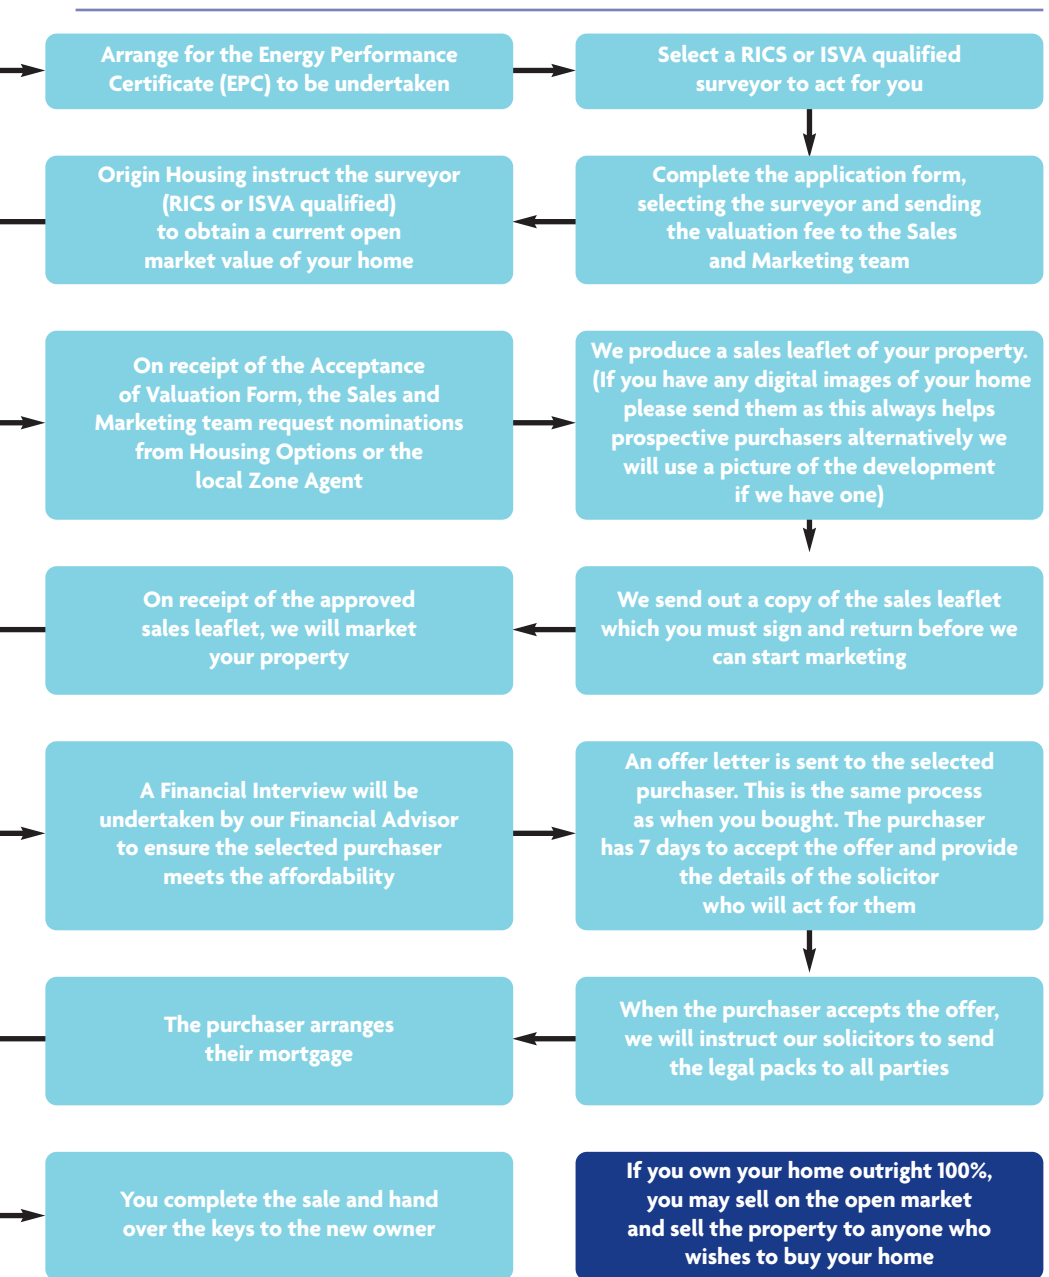 Arrange for the Energy Performance
Certificate (EPC) to be undertaken
Select a RICS or ISVA qualified
surveyor to act for you
Complete the application form,
selecting the surveyor and sending
the valuation fee to the Sales
and Marketing team
Origin Housing instruct the surveyor
(RICS or ISVA qualified)
to obtain a current open
market value of your home
On receipt of the Acceptance
of Valuation Form, the Sales and
Marketing team request nominations
from Housing Options or the
local Zone Agent
We produce a sales leaflet of your property.
(If you have any digital images of your home
please send them as this always helps
prospective purchasers alternatively we
will use a picture of the development
if we have one)
We send out a copy of the sales leaflet
which you must sign and return before we
can start marketing
On receipt of the approved
sales leaflet, we will market
your property
A Financial Interview will be
undertaken by our Financial Advisor
to ensure the selected purchaser
meets the affordability
An offer letter is sent to the selected
purchaser. This is the same process
as when you bought. The purchaser
has 7 days to accept the offer and provide
the details of the solicitor
who will act for them
When the purchaser accepts the offer,
we will instruct our solicitors to send
the legal packs to all parties
The purchaser arranges
their mortgage
You complete the sale and hand
over the keys to the new owner
If you own your home outright 100%,
you may sell on the open market
and sell the property to anyone who
wishes to buy your home